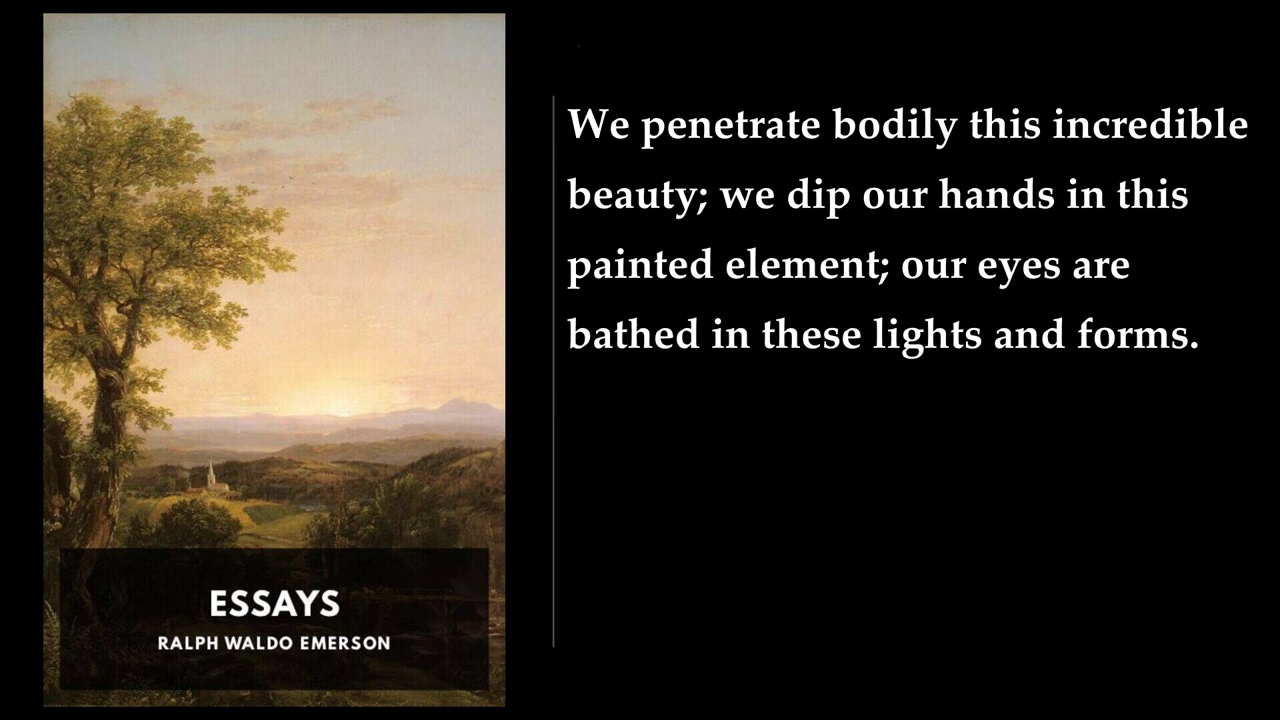 We penetrate bodily this incredible
beauty; we dip our hands in this
painted element; our eyes are
bathed in these lights and forms.
ESSAYS
RALPH WALDO EMERSON